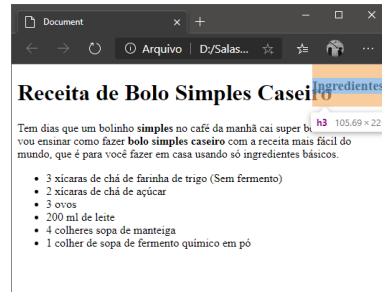 Document
Arquivo
D:/Salas...
Receita de Bolo Simples Caseiro
Ingredientes
h3 105.69 × 22
Tem dias que um bolinho simples no café da manhã cai super b
vou ensinar como fazer bolo simples caseiro com a receita mais fácil do
mundo, que é para você fazer em casa usando só ingredientes básicos.
3 xícaras de chá de farinha de trigo (Sem fermento)
2 xícaras de chá de açúcar
3 ovos
200 ml de leite
4 colheres sopa de manteiga
1 colher de sopa de fermento químico em pó